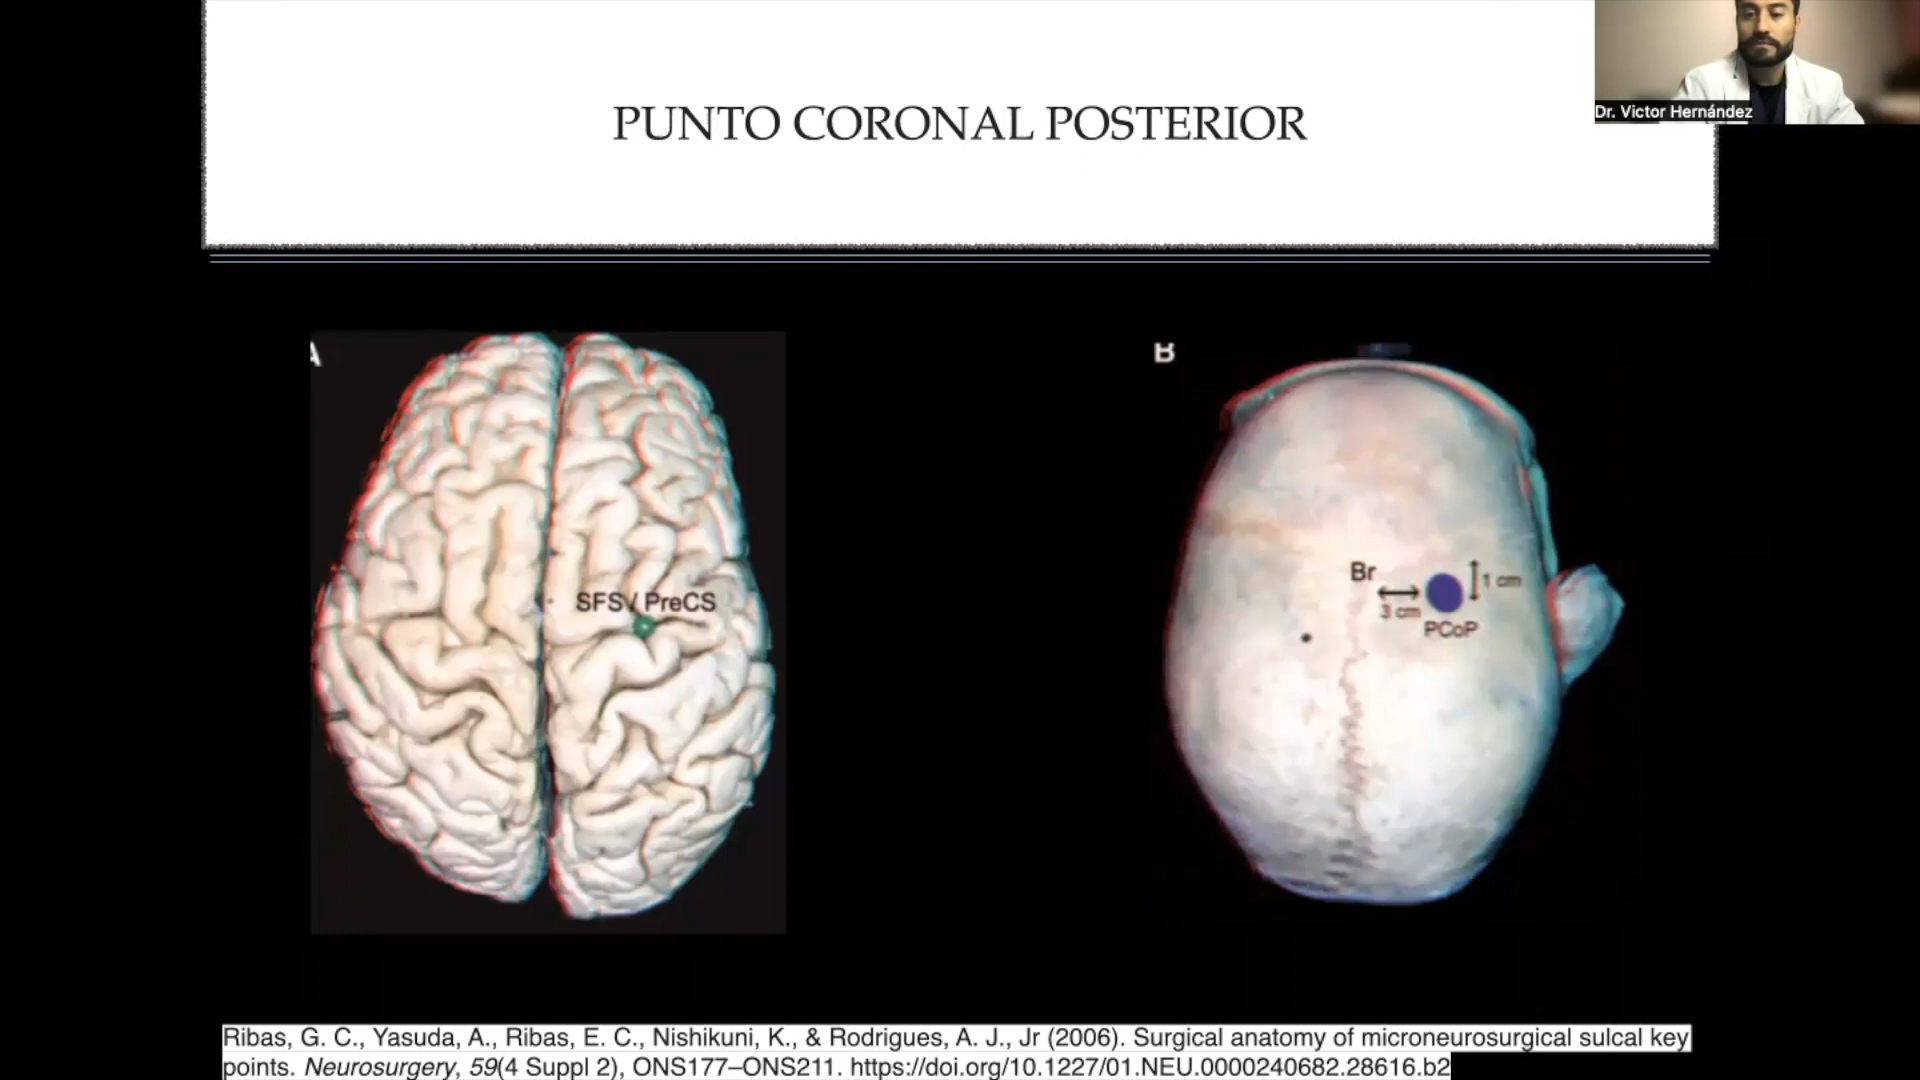 PUNTO CORONAL POSTERIOR
Dr. Victor Hernández
A
SFS / PreCS
B
Br
3 cm
1 cm
PCoP
Ribas, G. C., Yasuda, A., Ribas, E. C., Nishikuni, K., & Rodrigues, A. J., Jr (2006). Surgical anatomy of microneurosurgical sulcal key
points. Neurosurgery, 59(4 Suppl 2), ONS177–ONS211. https://doi.org/10.1227/01.NEU.0000240682.28616.b2